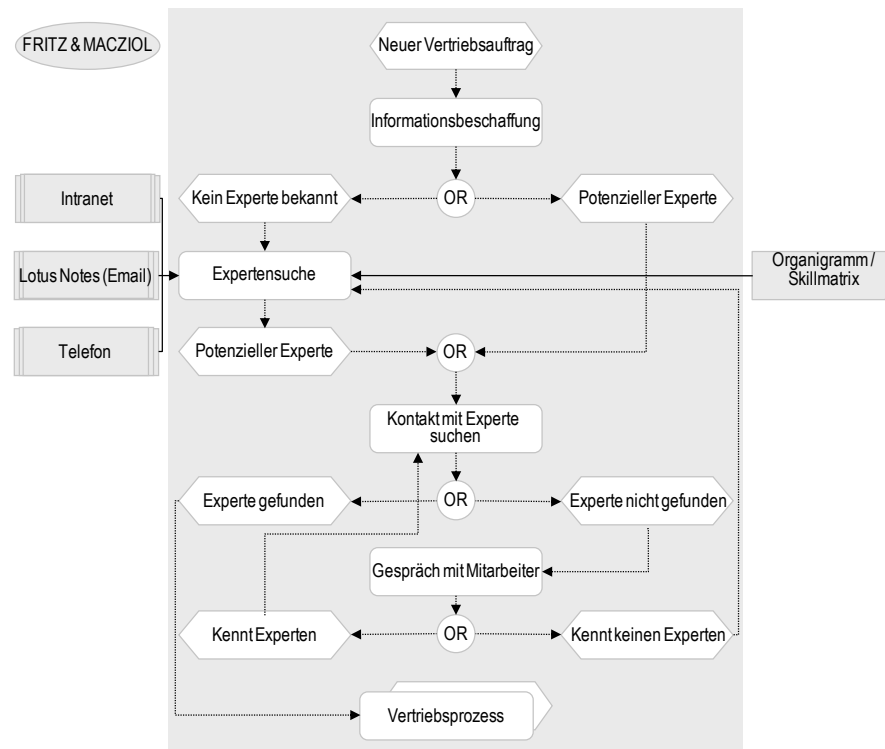 FRITZ & MACZIOL
Neuer Vertriebsauftrag
Informationsbeschaffung
Intranet
Kein Experte bekannt
OR
Potenzieller Experte
Lotus Notes (Email)
Expertensuche
Organigramm /
Skillmatrix
Telefon
Potenzieller Experte
OR
Kontakt mit Experte
suchen
Experte gefunden
OR
Experte nicht gefunden
Gespräch mit Mitarbeiter
Kennt Experten
OR
Kennt keinen Experten
Vertriebsprozess